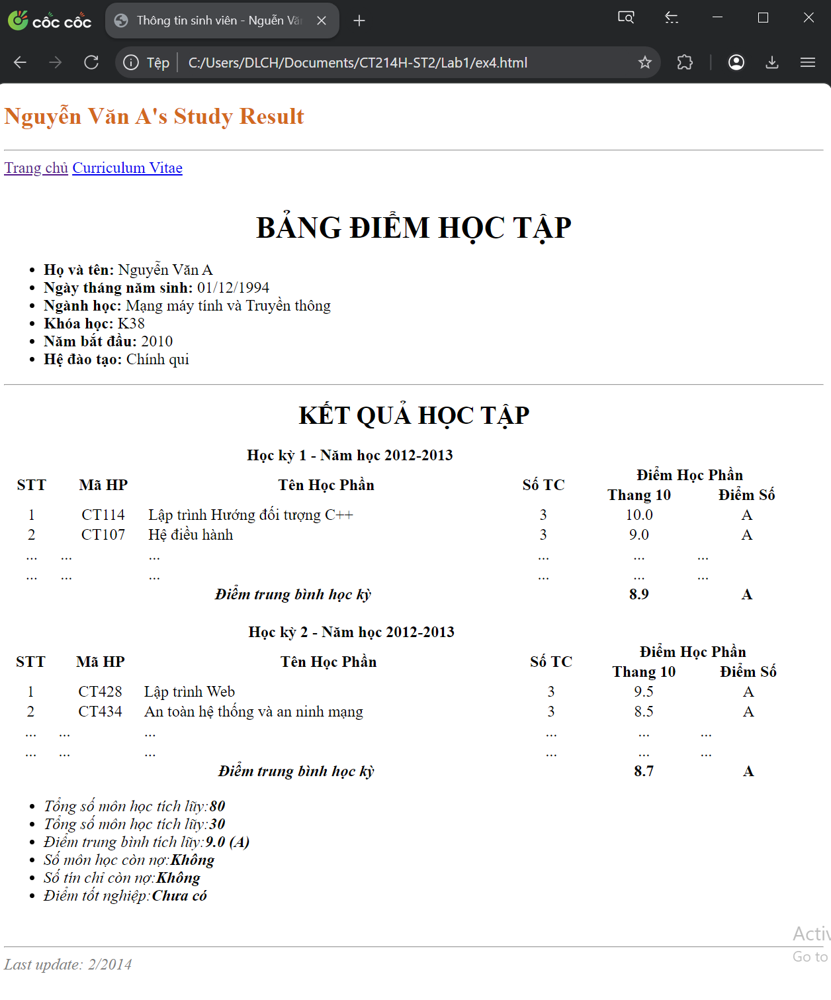 cốc cốc
Thông tin sinh viên - Nguễn Vă
Tệp C:/Users/DLCH/Documents/CT214H-ST2/Lab1/ex4.html
Nguyễn Văn A's Study Result
Trang chủ Curriculum Vitae
BẢNG ĐIỂM HỌC TẬP
• Họ và tên: Nguyễn Văn A
• Ngày tháng năm sinh: 01/12/1994
• Ngành học: Mạng máy tính và Truyền thông
• Khóa học: K38
• Năm bắt đầu: 2010
• Hệ đào tạo: Chính qui
KẾT QUẢ HỌC TẬP
Học kỳ 1 - Năm học 2012-2013
STT Mã HP Tên Học Phần Số TC Điểm Học Phần
Thang 10 Điểm Số
1 CT114 Lập trình Hướng đối tượng C++ 3 10.0 A
2 CT107 Hệ điều hành 3 9.0 A
... ... ... ... ... ...
... ... ... ... ... ...
Điểm trung bình học kỳ 8.9 A
Học kỳ 2 - Năm học 2012-2013
STT Mã HP Tên Học Phần Số TC Điểm Học Phần
Thang 10 Điểm Số
1 CT428 Lập trình Web 3 9.5 A
2 CT434 An toàn hệ thống và an ninh mạng 3 8.5 A
... ... ... ... ... ...
... ... ... ... ... ...
Điểm trung bình học kỳ 8.7 A
• Tổng số môn học tích lũy:80
• Tổng số môn học tích lũy:30
• Điểm trung bình tích lũy:9.0 (A)
• Số môn học còn nợ:Không
• Số tín chỉ còn nợ:Không
• Điểm tốt nghiệp:Chưa có
Activ
Go to
Last update: 2/2014